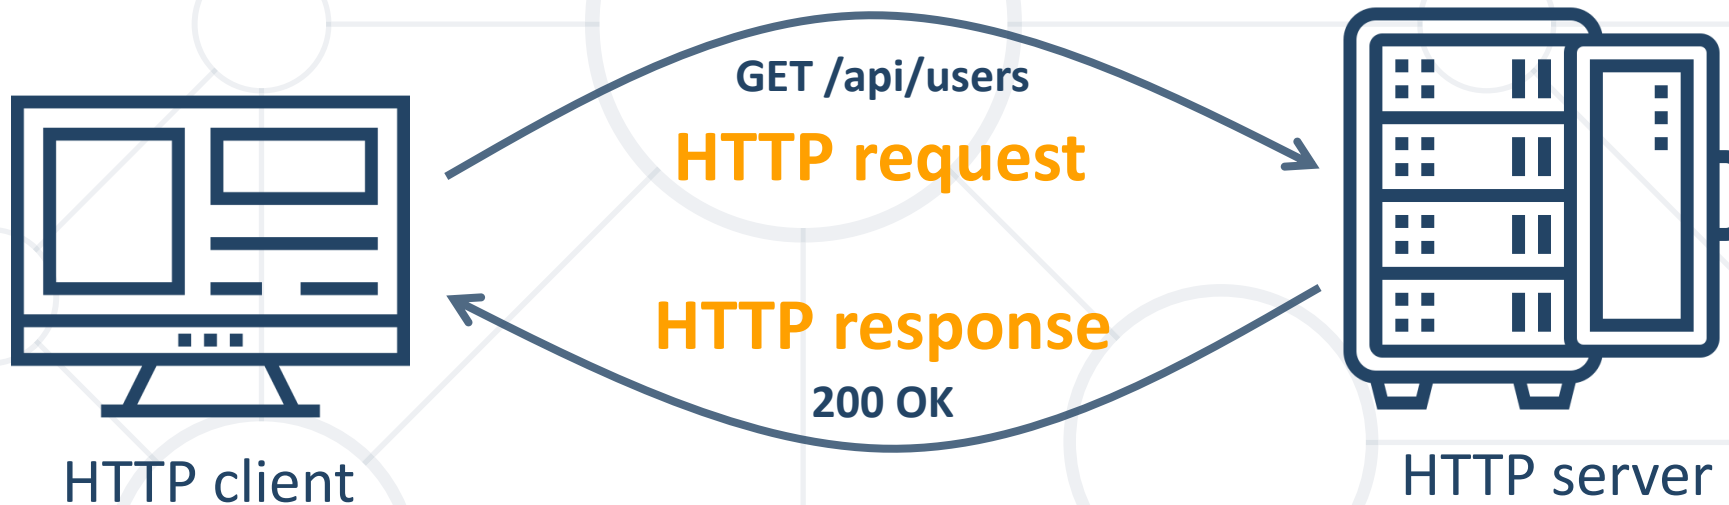 GET /api/users
HTTP request
HTTP response
200 OK
HTTP client
HTTP server